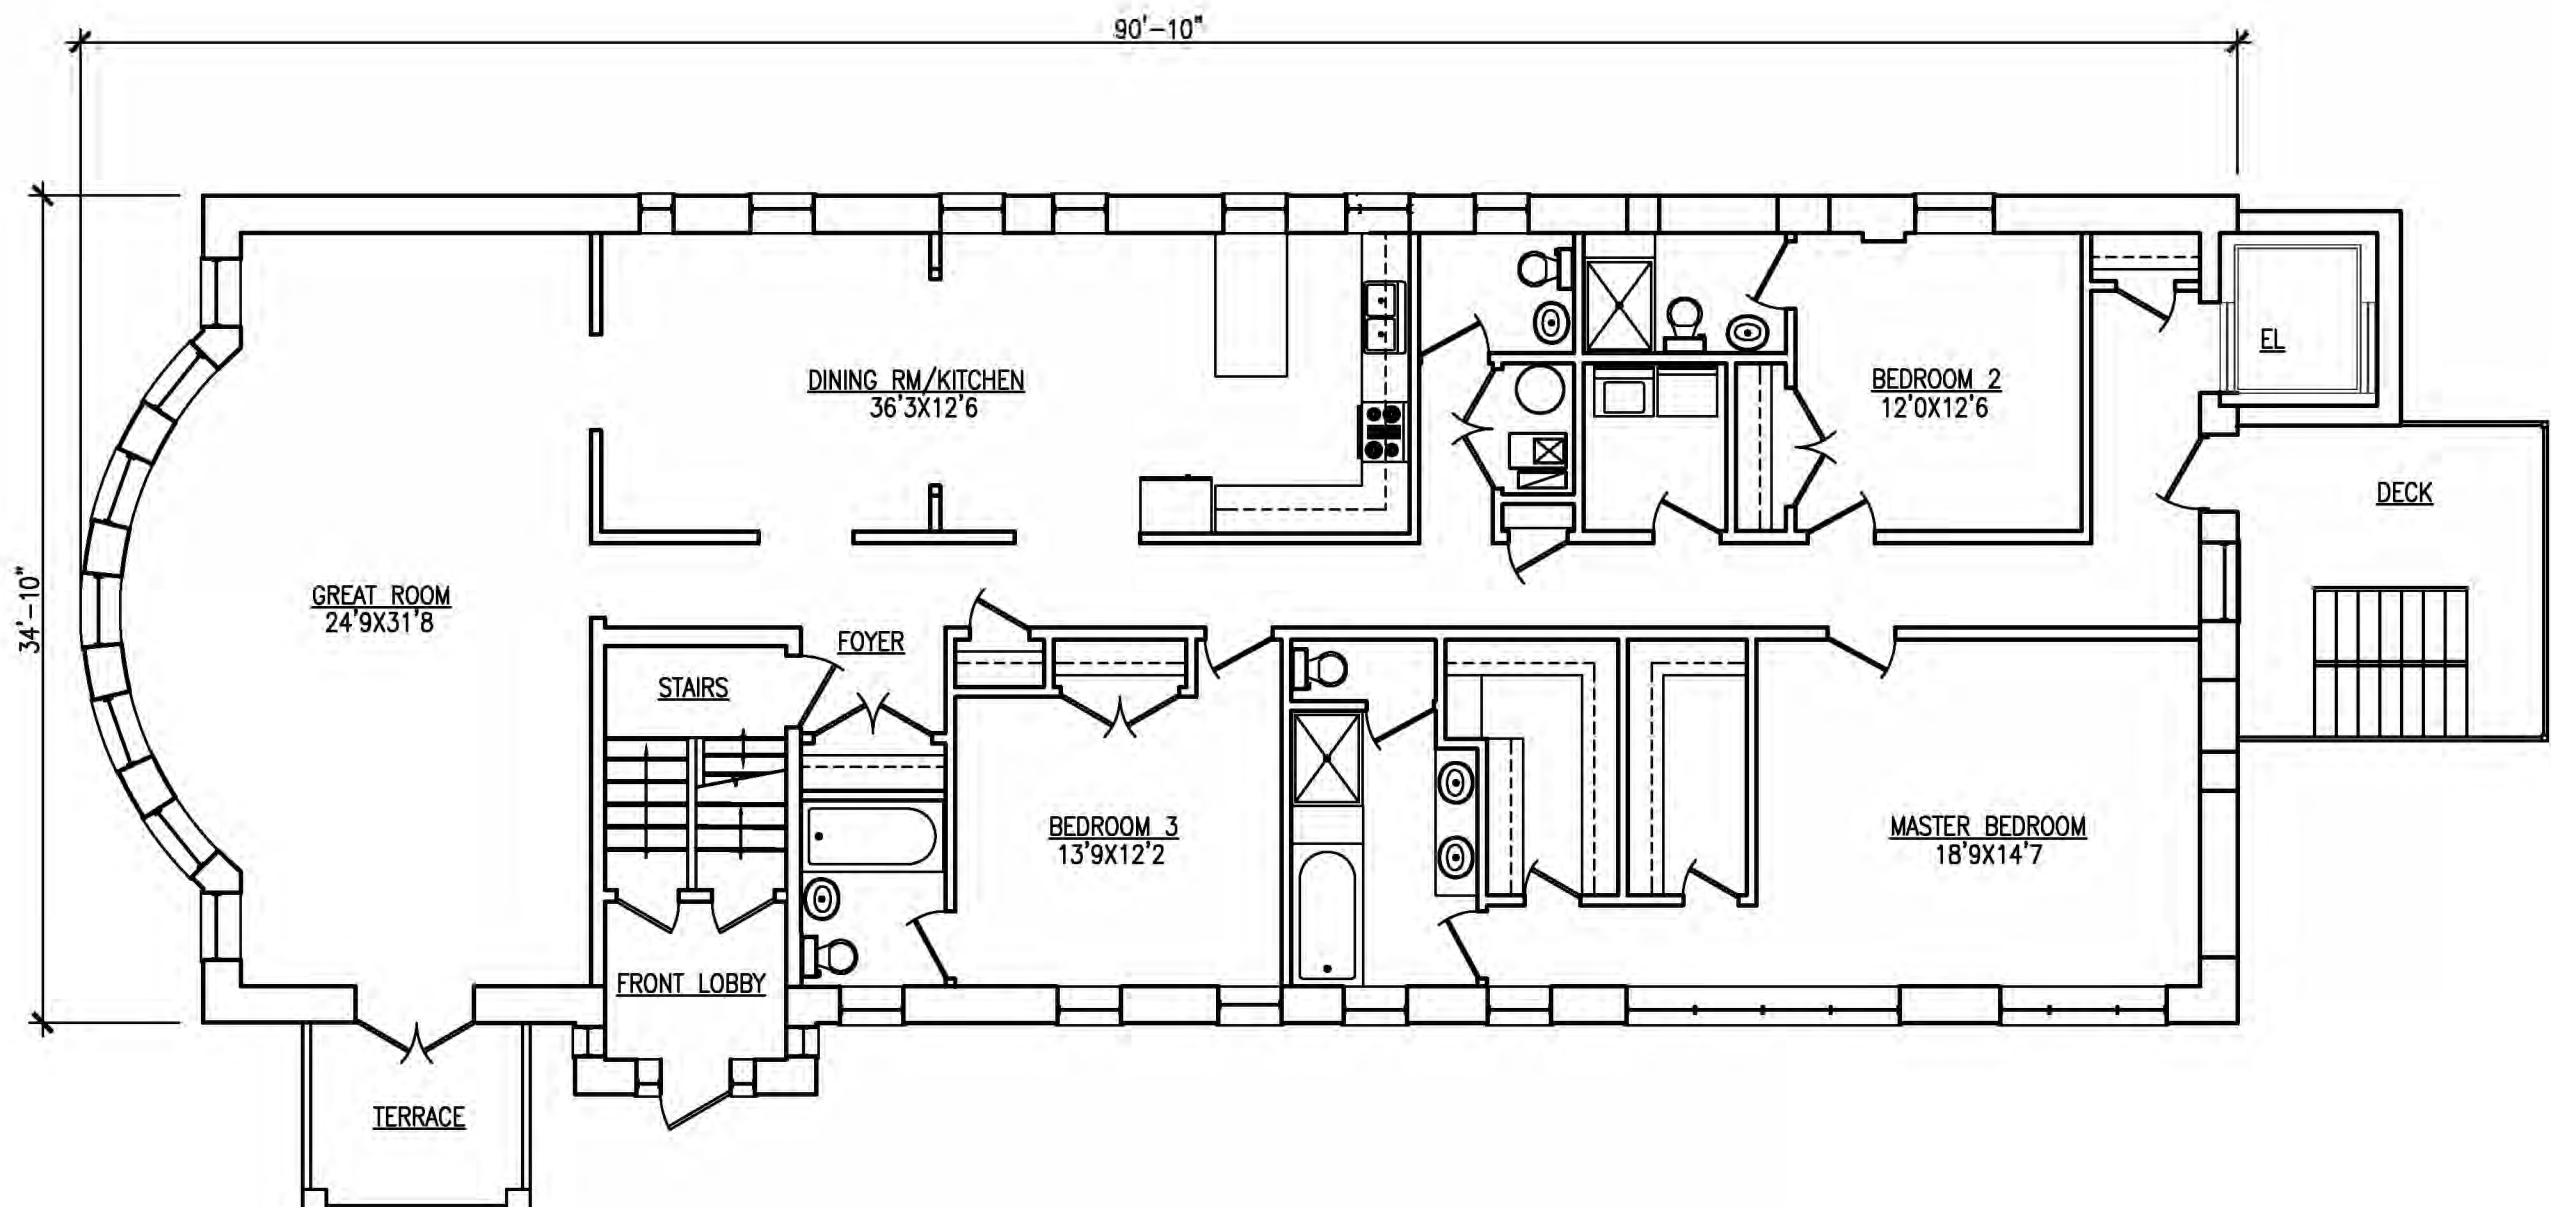 90'-10"
34'-10"
DINING RM/KITCHEN
36'3X12'6
BEDROOM 2
12'0X12'6
EL
DECK
GREAT ROOM
24'9X31'8
FOYER
STAIRS
BEDROOM 3
13'9X12'2
MASTER BEDROOM
18'9X14'7
FRONT LOBBY
TERRACE